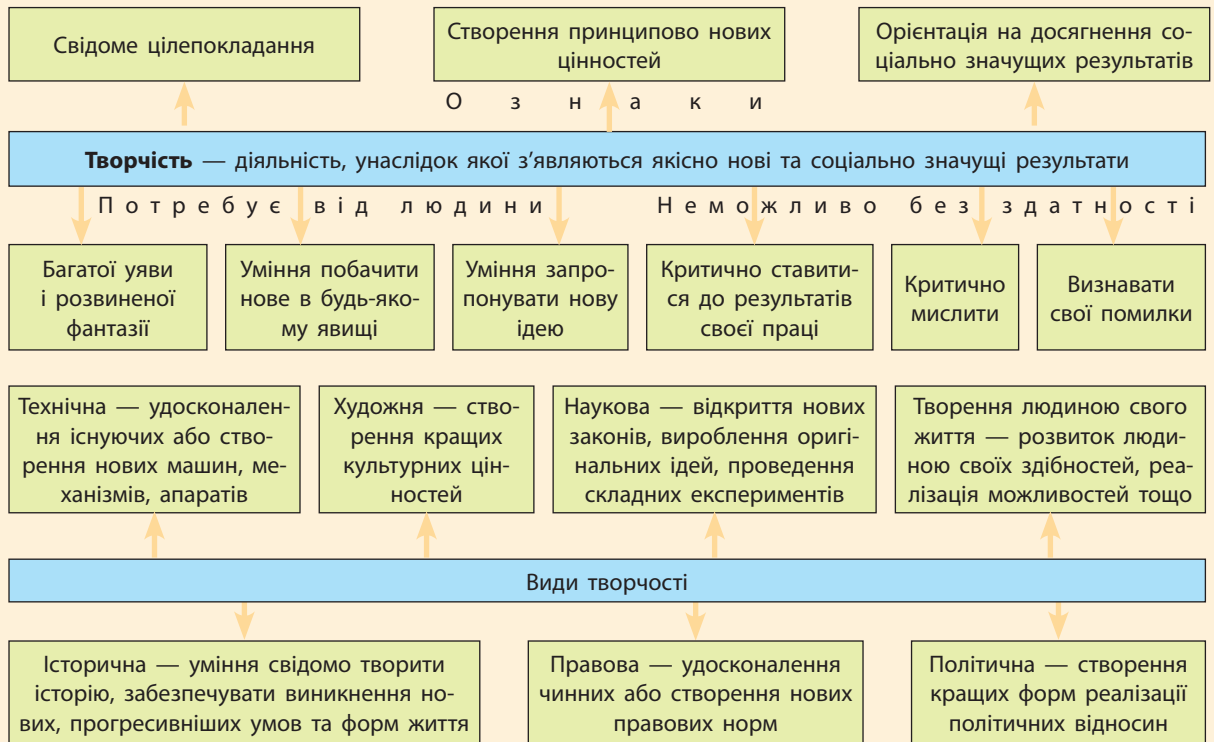 Свідоме цілепокладання
Створення принципово нових
цінностей
Орієнтація на досягнення со-
ціально значущих результатів
О з н а к и
Творчість — діяльність, унаслідок якої з'являються якісно нові та соціально значущі результати
П о т р е б у є в і д л ю д и н и
Н е м о ж л и в о б е з з д а т н о с т і
Багатої уяви
і розвиненої
фантазії
Уміння побачити
нове в будь-яко-
му явищі
Уміння запро-
понувати нову
ідею
Критично ставити-
ся до результатів
своєї праці
Критично
мислити
Визнавати
свої помилки
Технічна — удосконален-
ня існуючих або ство-
рення нових машин, ме-
ханізмів, апаратів
Художня — ство-
рення кращих
культурних цін-
ностей
Наукова — відкриття нових
законів, вироблення оригі-
нальних ідей, проведення
складних експериментів
Творення людиною свого
життя — розвиток люди-
ною своїх здібностей, реа-
лізація можливостей тощо
Види творчості
Історична — уміння свідомо творити
історію, забезпечувати виникнення но-
вих, прогресивніших умов та форм життя
Правова — удосконалення
чинних або створення нових
правових норм
Політична — створення
кращих форм реалізації
політичних відносин